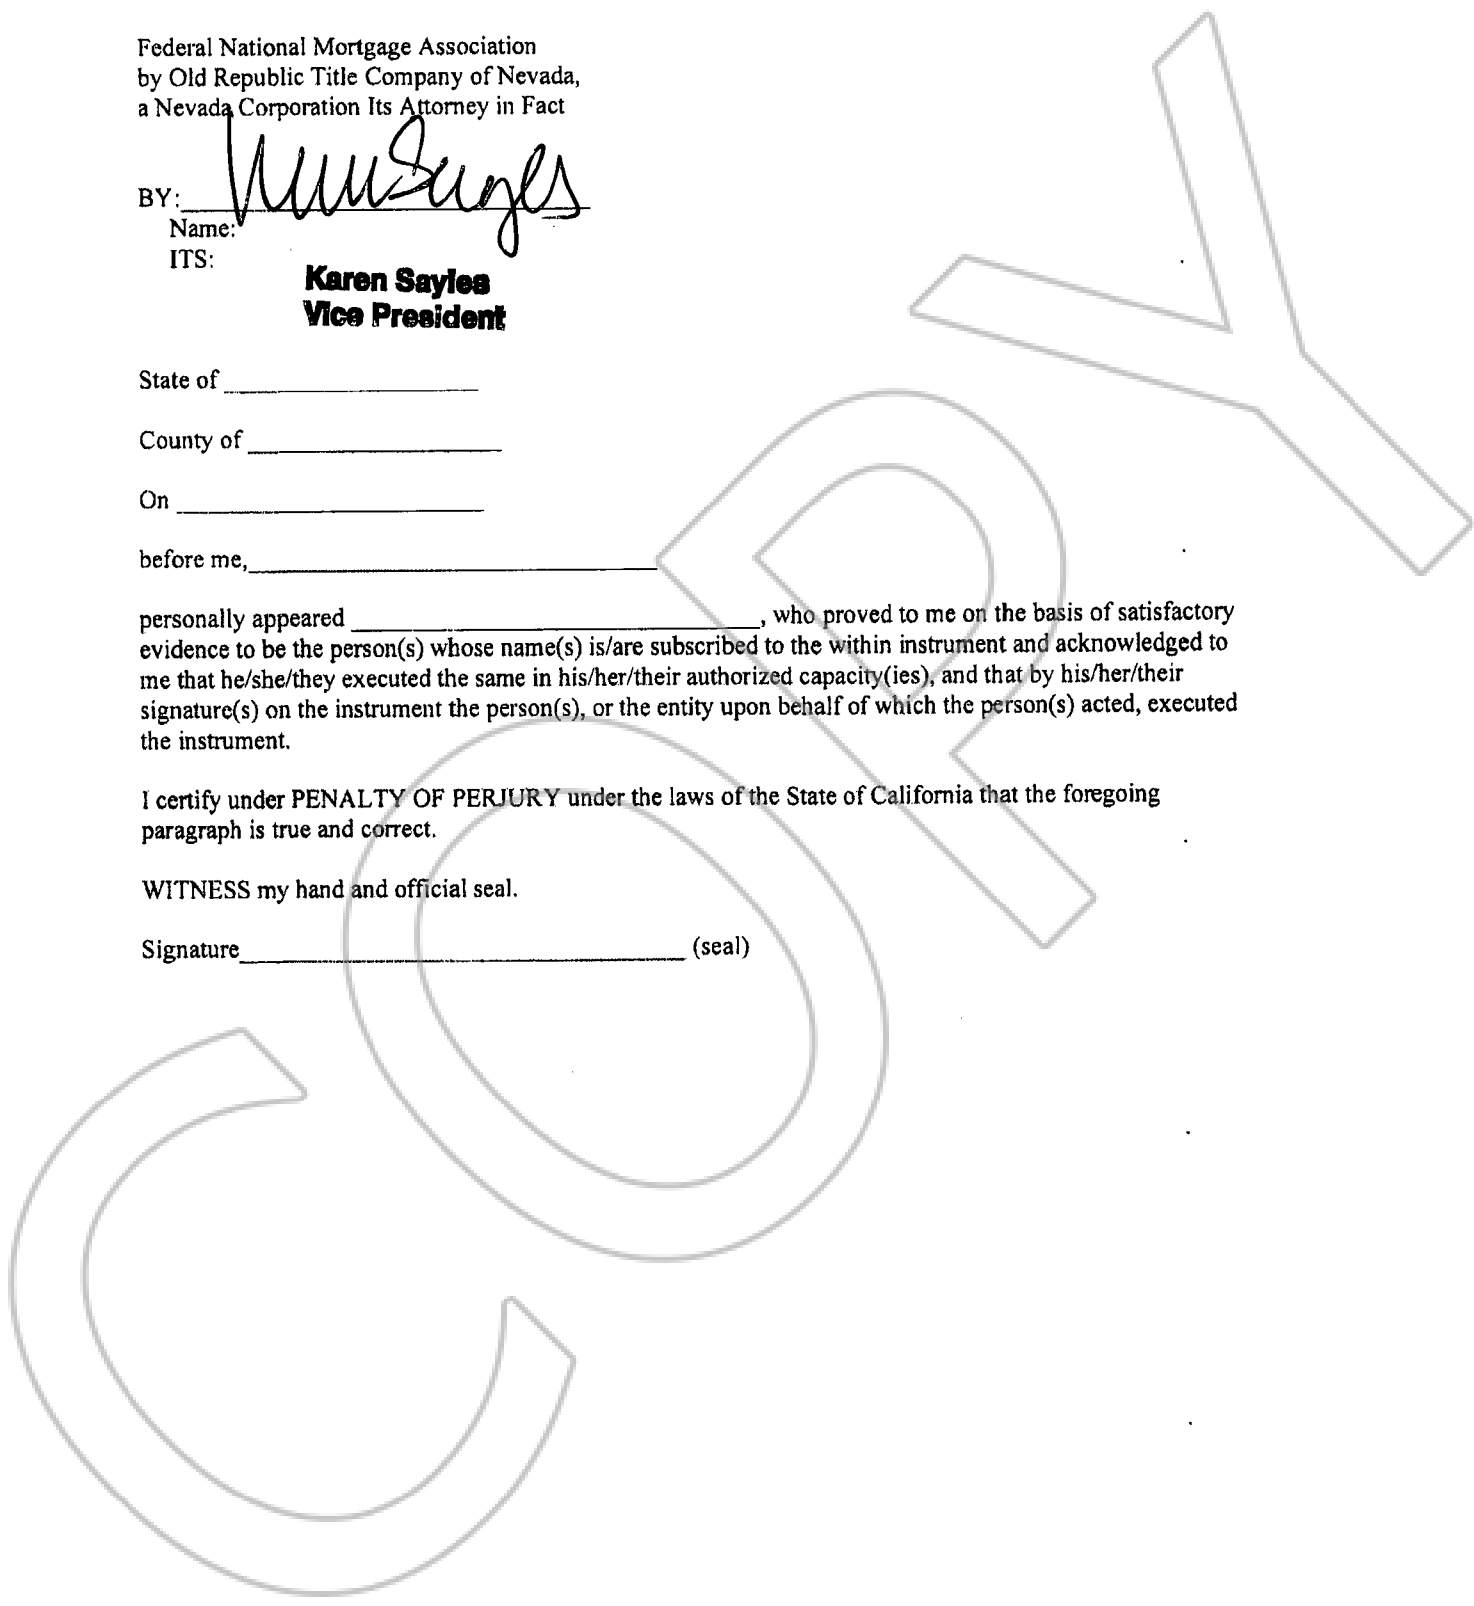 Federal National Mortgage Association
by Old Republic Title Company of Nevada,
a Nevada Corporation Its Attorney in Fact
BY:
Name:
ITS:
Karen Sayles
Vice President
State of
County of
On
before me,
personally appeared , who proved to me on the basis of satisfactory
evidence to be the person(s) whose name(s) is/are subscribed to the within instrument and acknowledged to
me that he/she/they executed the same in his/her/their authorized capacity(ies), and that by his/her/their
signature(s) on the instrument the person(s), or the entity upon behalf of which the person(s) acted, executed
the instrument.
I certify under PENALTY OF PERJURY under the laws of the State of California that the foregoing
paragraph is true and correct.
WITNESS my hand and official seal.
Signature (seal)
COPY